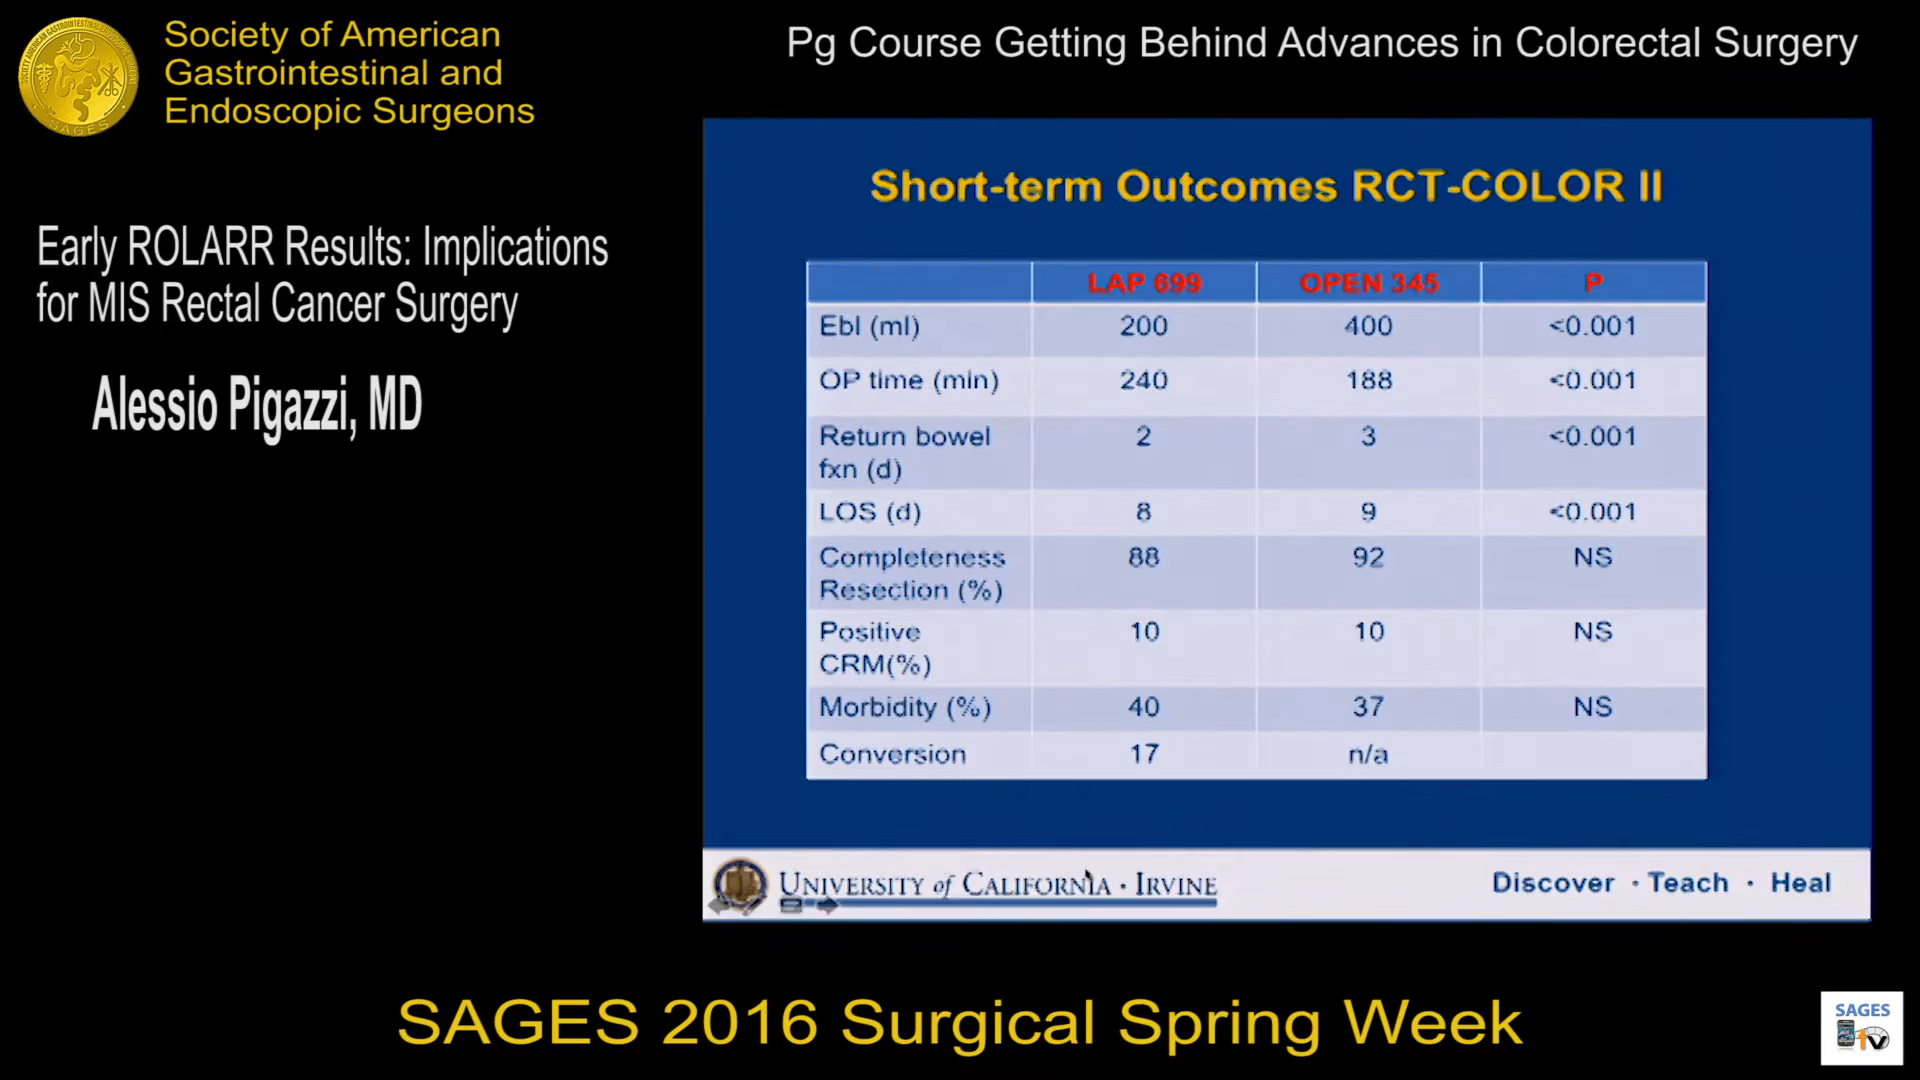 Society of American
Gastrointestinal and
Endoscopic Surgeons
Pg Course Getting Behind Advances in Colorectal Surgery
Early ROLARR Results: Implications
for MIS Rectal Cancer Surgery
Alessio Pigazzi, MD
Short-term Outcomes RCT-COLOR II
LAP 699 OPEN 345 P
Ebl (ml) 200 400 <0.001
OP time (min) 240 188 <0.001
Return bowel
fxn (d) 2 3 <0.001
LOS (d) 8 9 <0.001
Completeness
Resection (%) 88 92 NS
Positive
CRM(%) 10 10 NS
Morbidity (%) 40 37 NS
Conversion 17 n/a
UNIVERSITY of CALIFORNIA · IRVINE
Discover · Teach · Heal
SAGES 2016 Surgical Spring Week
SAGES
tv
SAGES